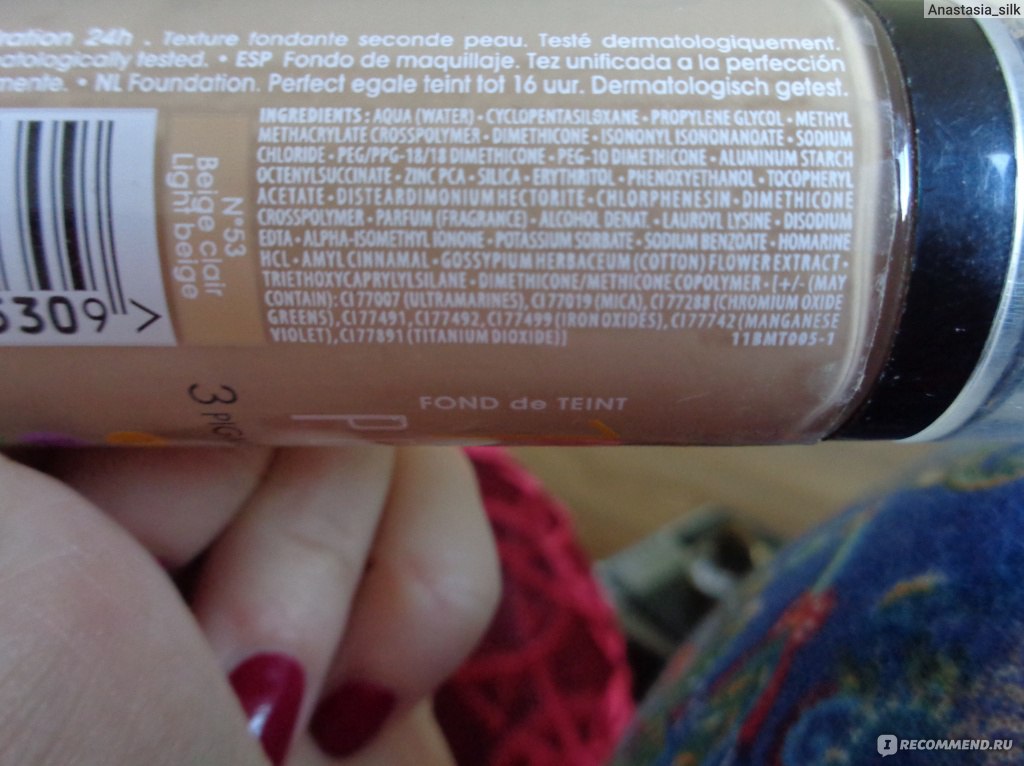 Anastasia_silk
24h . Texture fondante seconde peau. Testé dermatologiquement.
tested. • ESP Fondo de maquillaje. Tez unificada a la perfección
• NL Foundation. Perfect egale teint tot 16 uur. Dermatologisch getest.
INGREDIENTS : AQUA (WATER) • CYCLOPENTASILOXANE • PROPYLENE GLYCOL • METHYL
METHACRYLATE CROSSPOLYMER • DIMETHICONE • ISONONYL ISONONANOATE • SODIUM
CHLORIDE • PEG/PPG-18/18 DIMETHICONE • PEG-10 DIMETHICONE • ALUMINUM STARCH
OCTENYLSUCCINATE • ZINC PCA • SILICA • ERYTHRITOL • PHENOXYETHANOL • TOCOPHERYL
ACETATE • DISTEARDIMONIUM HECTORITE • CHLORPHENESIN • DIMETHICONE
CROSSPOLYMER • PARFUM (FRAGRANCE) • ALCOHOL DENAT. • LAUROYL LYSINE • DISODIUM
EDTA • ALPHA-ISOMETHYL IONONE • POTASSIUM SORBATE • SODIUM BENZOATE • HOMARINE
HCL • AMYL CINNAMAL • GOSSYPIUM HERBACEUM (COTTON) FLOWER EXTRACT •
TRIETHOXYCAPRYLYLSILANE • DIMETHICONE/METHICONE COPOLYMER • [+/- (MAY
CONTAIN): CI 77007 (ULTRAMARINES), CI 77019 (MICA), CI 77288 (CHROMIUM OXIDE
GREENS), CI 77491, CI 77492, CI 77499 (IRON OXIDES), CI 77742 (MANGANESE
VIOLET), CI 77891 (TITANIUM DIOXIDE)]
11BMT005-1
N°53
Beige clair
Light beige
5309 >
3 PIG
FOND de TEINT
IRECOMMEND.RU